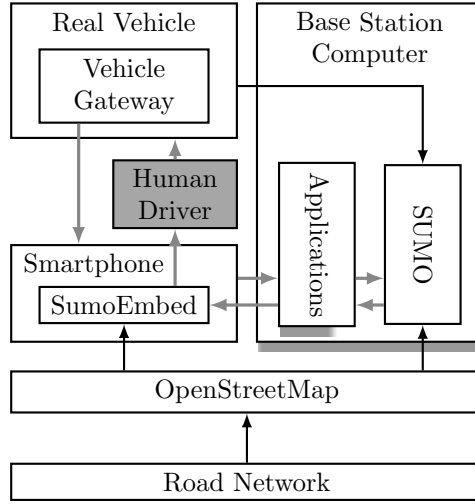 Real Vehicle
Vehicle
Gateway
Base Station
Computer
Human
Driver
Applications
SUMO
Smartphone
SumoEmbed
OpenStreetMap
Road Network